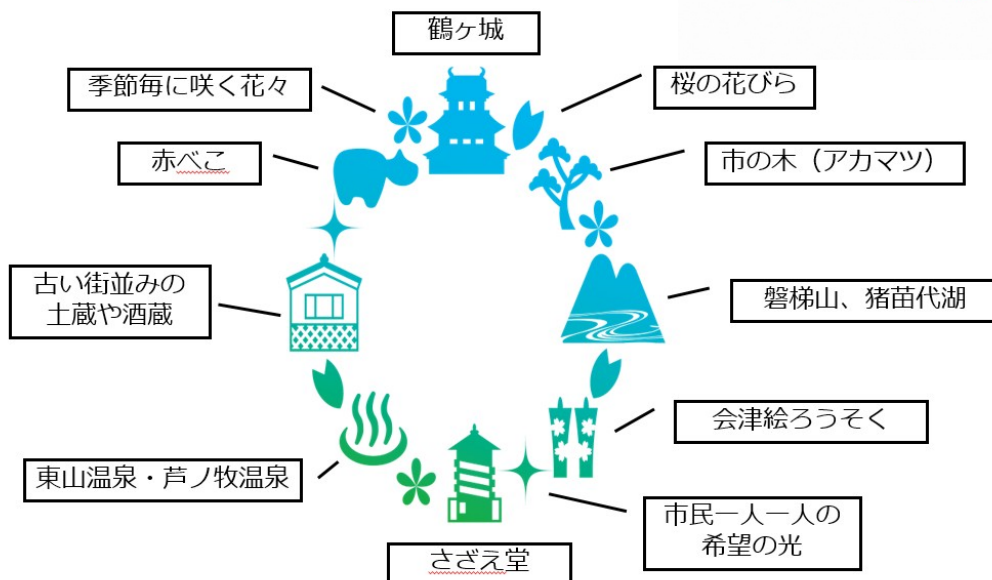 鶴ヶ城
季節毎に咲く花々
桜の花びら
赤べこ
市の木（アカマツ）
古い街並みの
土蔵や酒蔵
磐梯山、猪苗代湖
会津絵ろうそく
東山温泉・芦ノ牧温泉
市民一人一人の
希望の光
さざえ堂